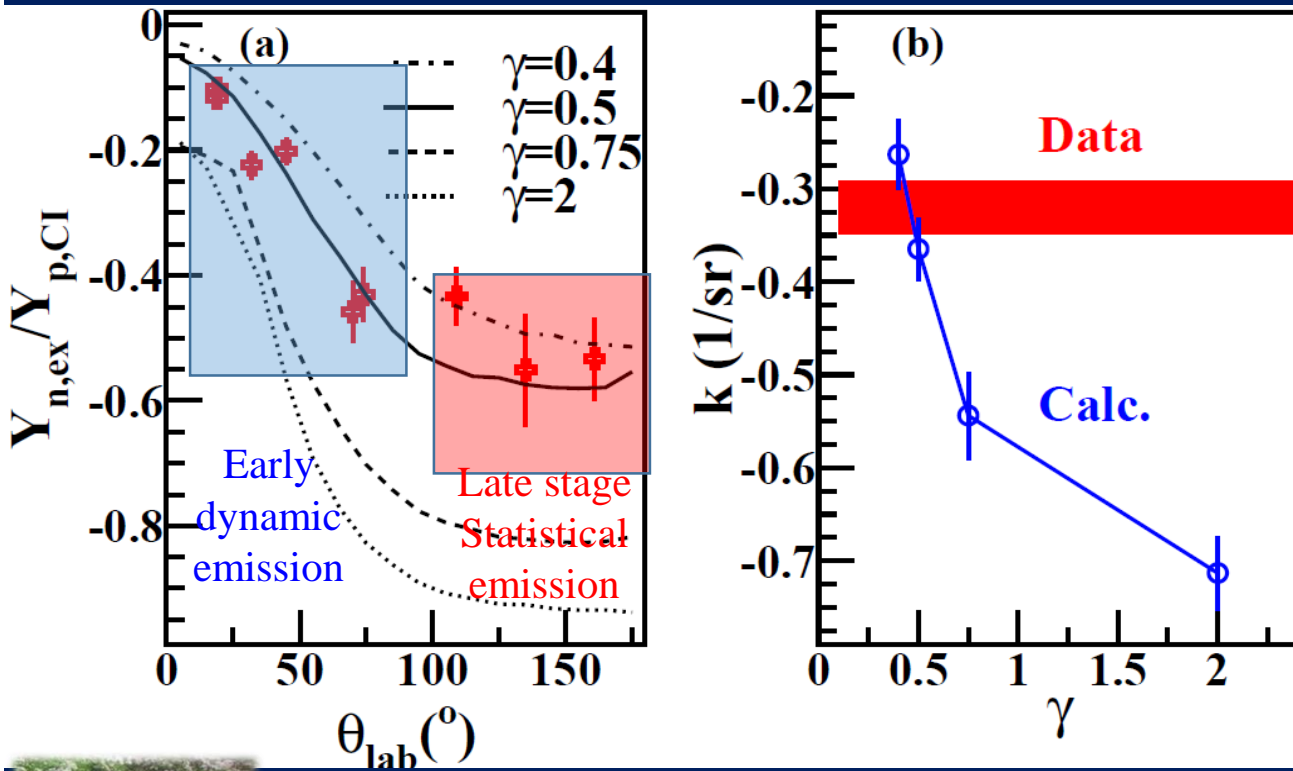 (a)
γ=0.4
γ=0.5
γ=0.75
γ=2
0
-0.2
-0.4
-0.6
-0.8
Y n,ex/Y p,CI
Early
dynamic
emission
Late stage
Statistical
emission
0 50 100 150
θlab(o)
(b)
Data
Calc.
-0.2
-0.3
-0.4
-0.5
-0.6
-0.7
k (1/sr)
0 0.5 1 1.5 2
γ